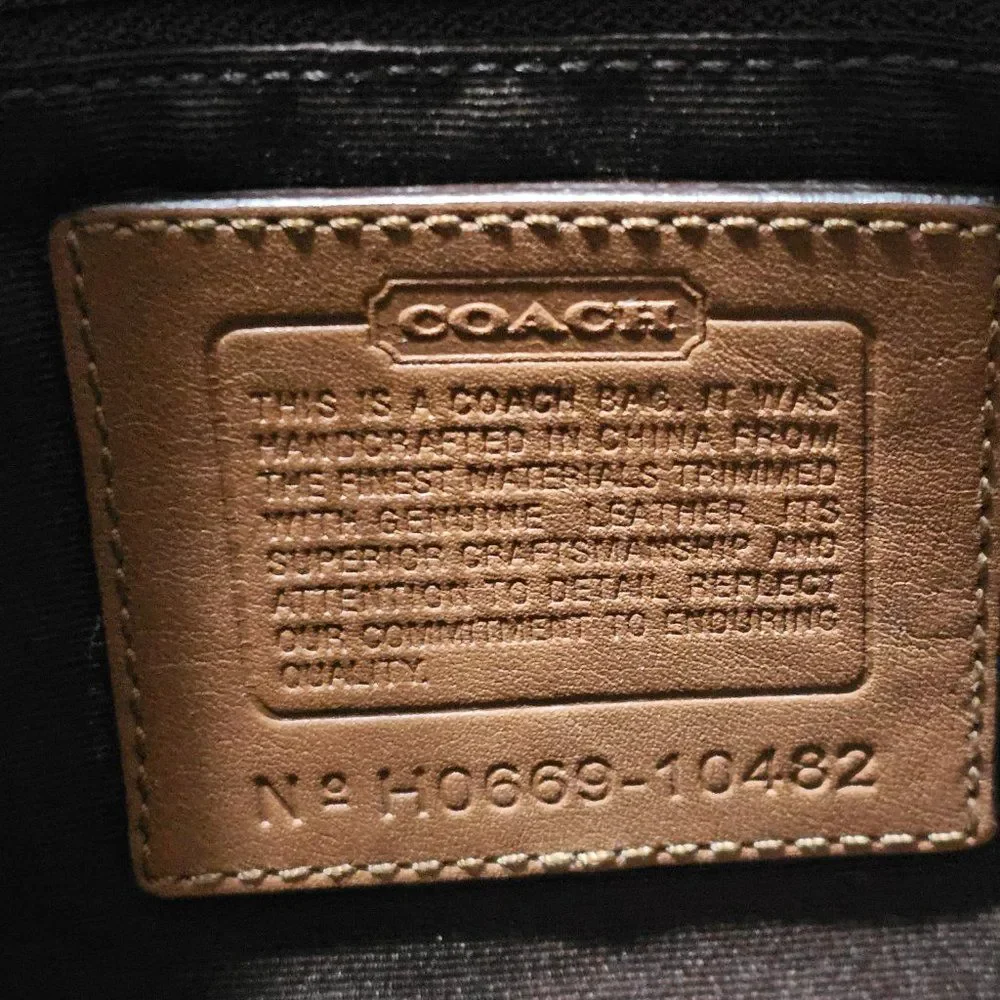 COACH
THIS IS A COACH BAG. IT WAS
HANDCRAFTED IN CHINA FROM
THE FINEST MATERIALS TRIMMED
WITH GENUINE LEATHER. ITS
SUPERIOR CRAFTSMANSHIP AND
ATTENTION TO DETAIL REFLECT
OUR COMMITMENT TO ENDURING
QUALITY.
Nº H0669-10482